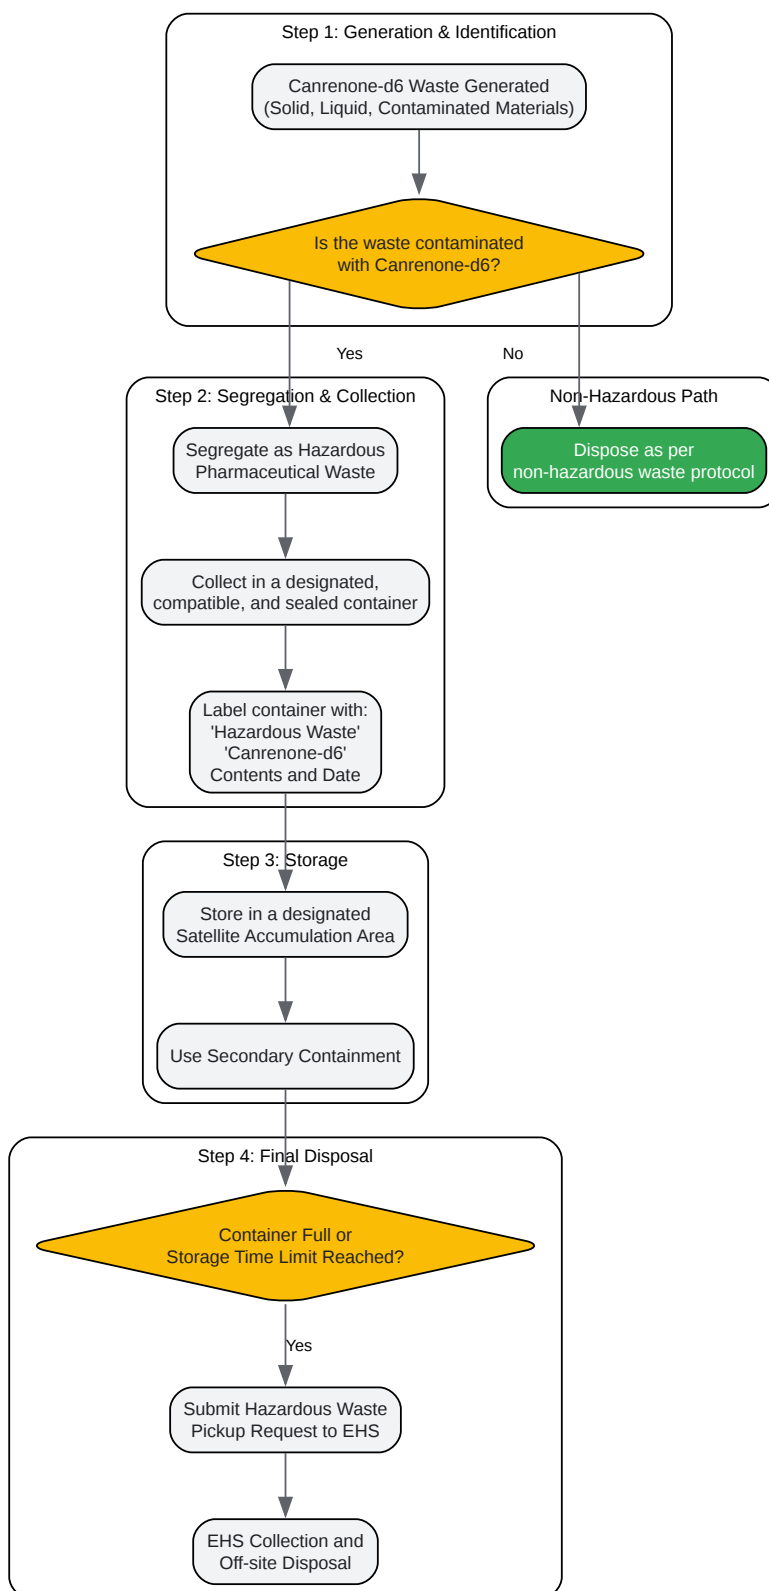 Step 1: Generation & Identification
Canrenone-d6 Waste Generated
(Solid, Liquid, Contaminated Materials)
Is the waste contaminated
with Canrenone-d6?
Yes
No
Step 2: Segregation & Collection
Segregate as Hazardous
Pharmaceutical Waste
Collect in a designated,
compatible, and sealed container
Label container with:
'Hazardous Waste'
'Canrenone-d6'
Contents and Date
Non-Hazardous Path
Dispose as per
non-hazardous waste protocol
Step 3: Storage
Store in a designated
Satellite Accumulation Area
Use Secondary Containment
Step 4: Final Disposal
Container Full or
Storage Time Limit Reached?
Yes
Submit Hazardous Waste
Pickup Request to EHS
EHS Collection and
Off-site Disposal